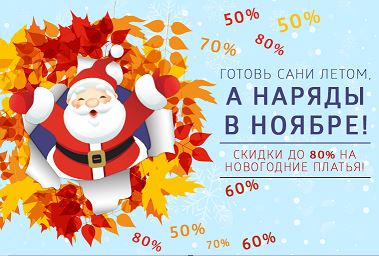 50%
50%
70%
80%
ГОТОВЬ САНИ ЛЕТОМ,
А НАРЯДЫ
В НОЯБРЕ!
СКИДКИ ДО 80% НА
НОВОГОДНИЕ ПЛАТЬЯ!
60%
50%
80%
70%
60%